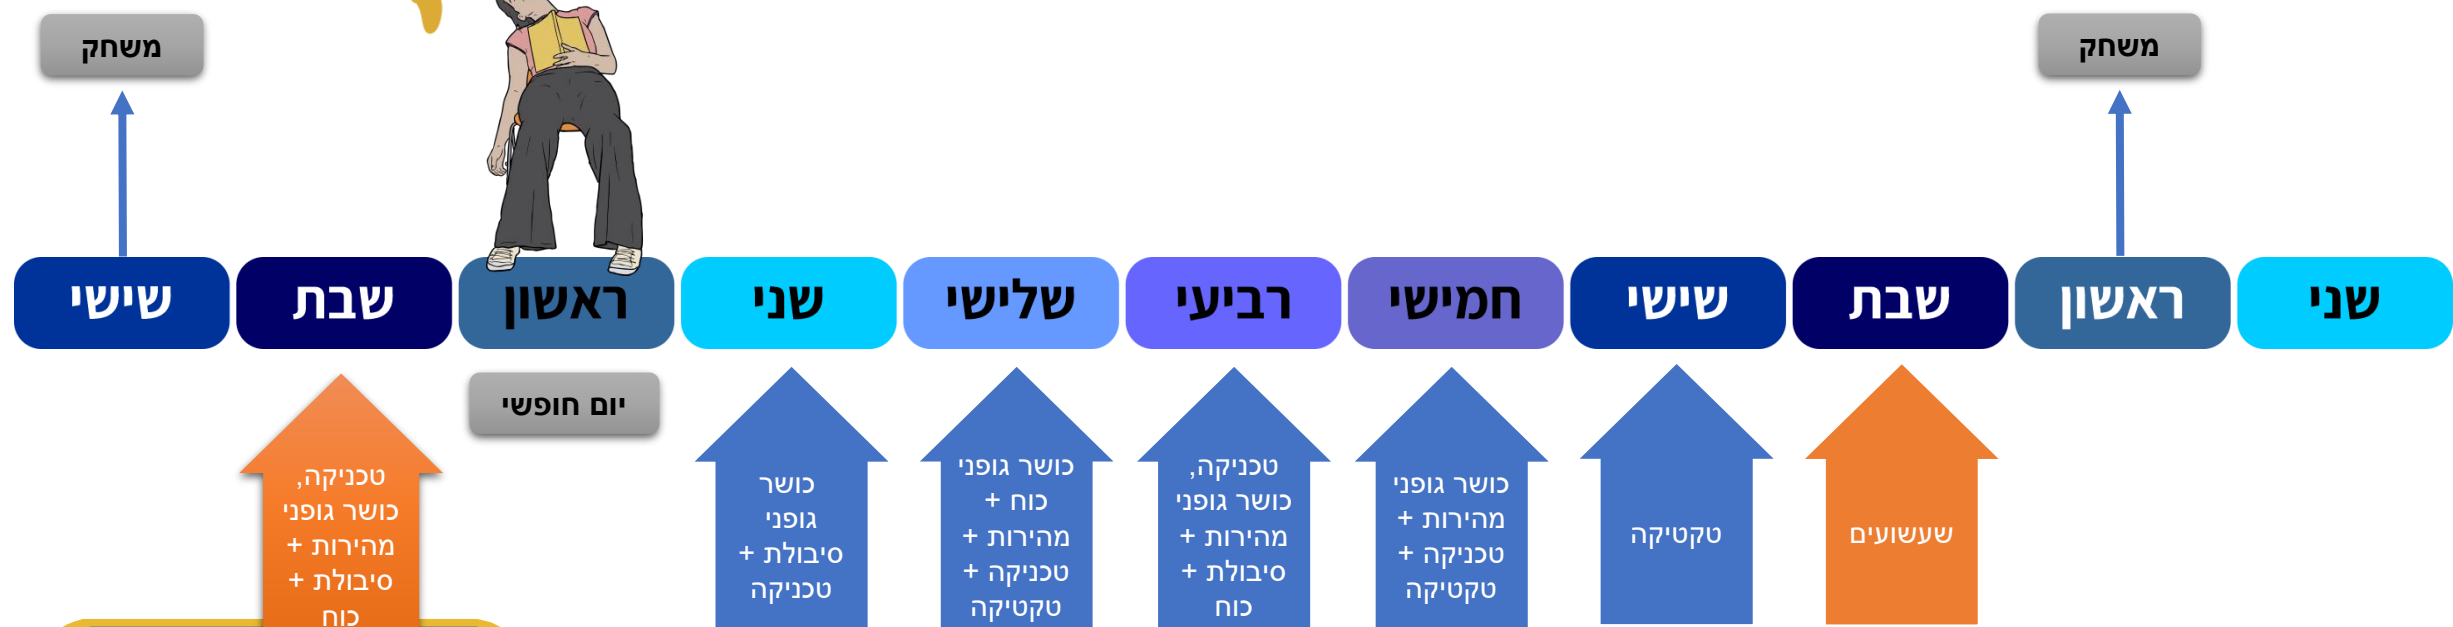 משחק
משחק
שישי
שבת
ראשון
שני
שלישי
רביעי
חמישי
שישי
שבת
ראשון
שני
יום חופשי
טכניקה,
כושר גופני
מהירות +
סיבולת +
כוח
כושר
גופני
סיבולת +
טכניקה
כושר גופני
כוח +
מהירות +
טכניקה +
טקטיקה
טכניקה,
כושר גופני
מהירות +
סיבולת +
כוח
כושר גופני
מהירות +
טכניקה +
טקטיקה
טקטיקה
שעשועים